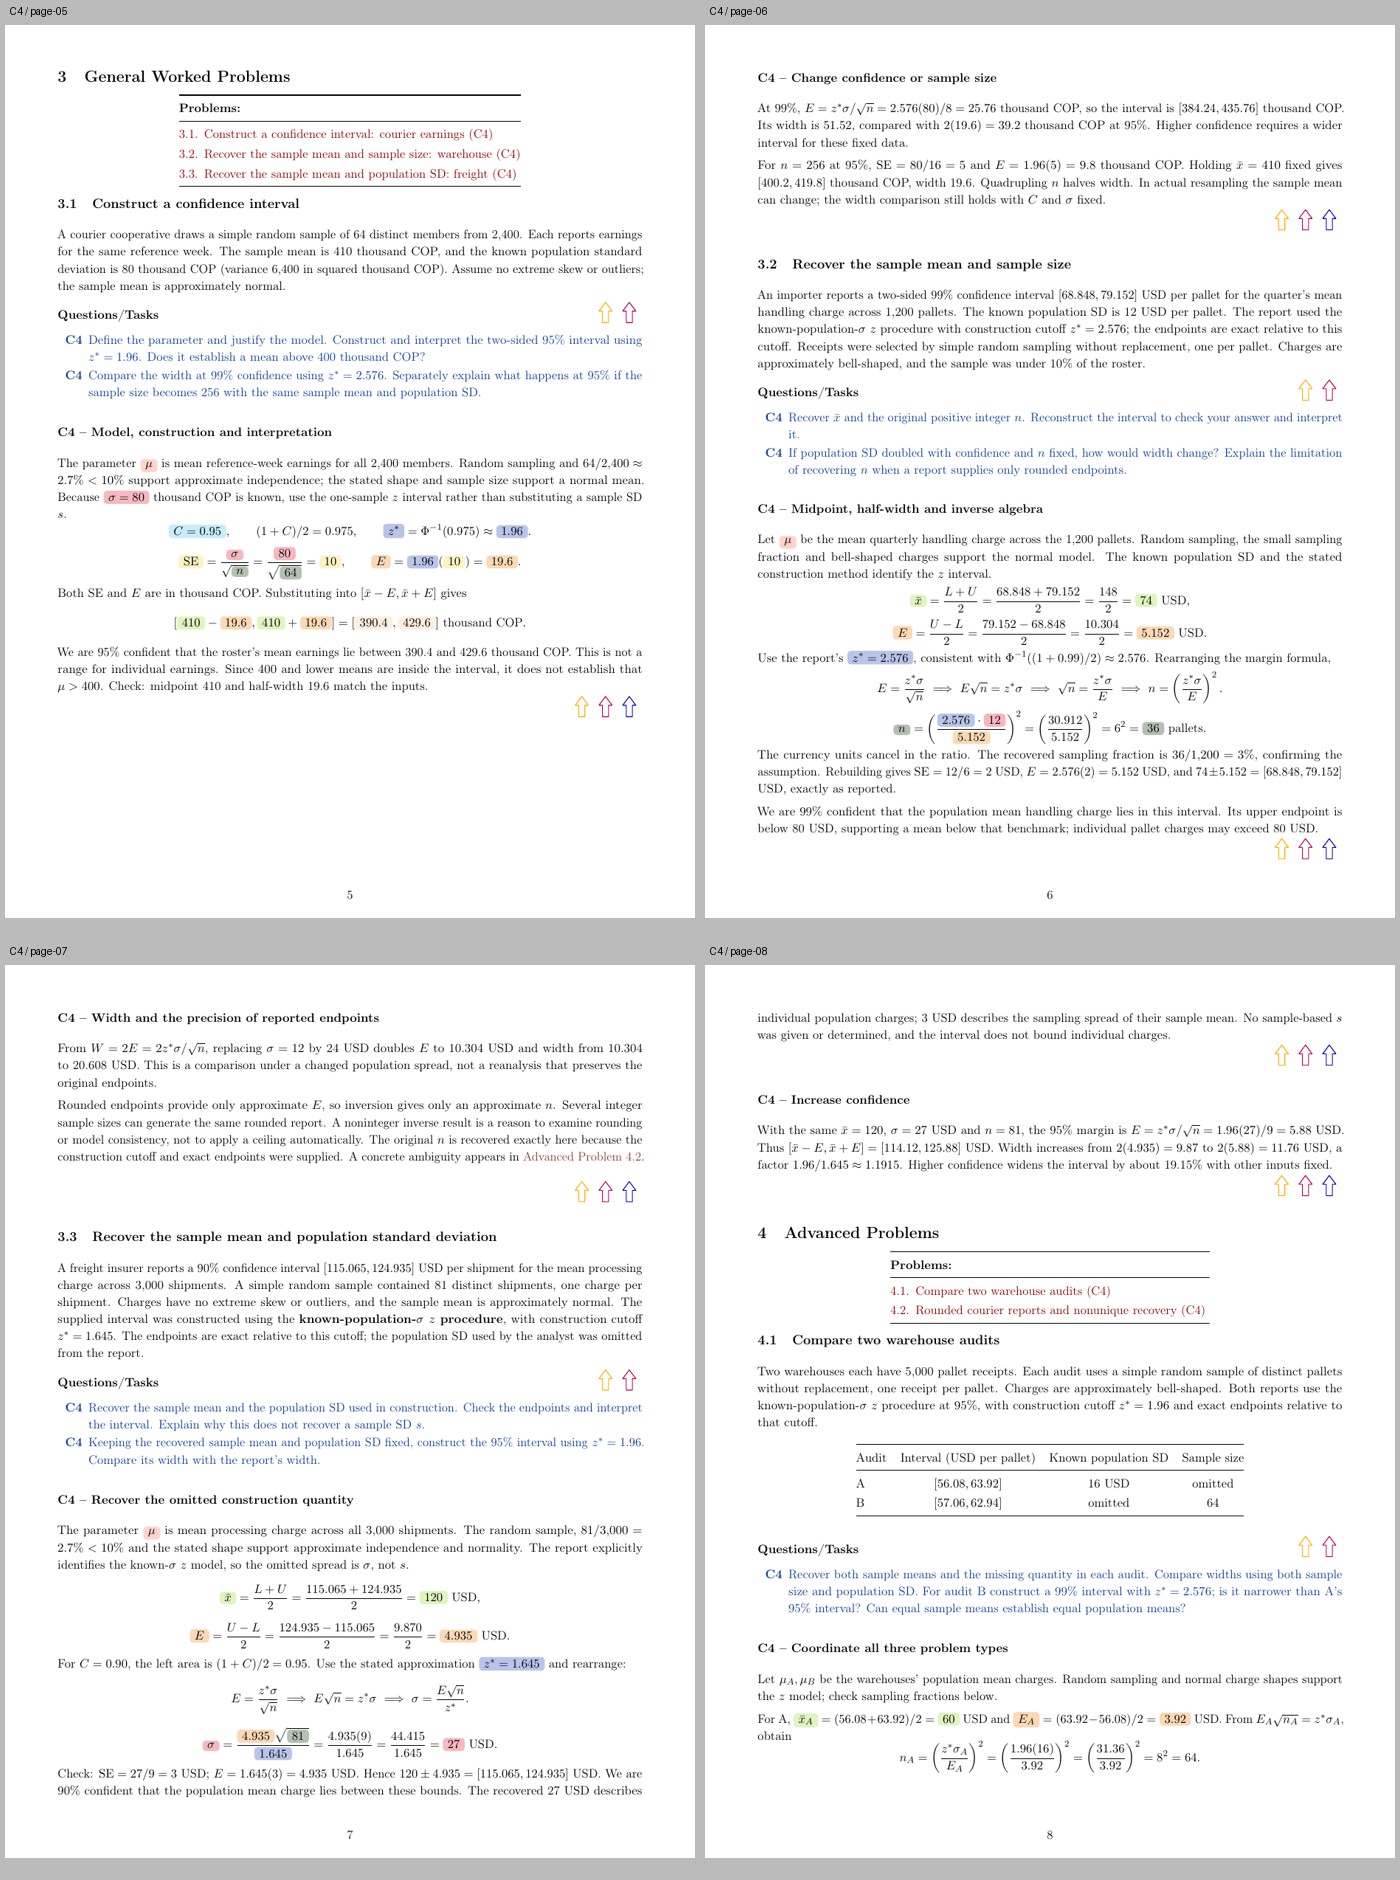 C4 / page-05
3 General Worked Problems
Problems:
3.1. Construct a confidence interval: courier earnings (C4)
3.2. Recover the sample mean and sample size: warehouse (C4)
3.3. Recover the sample mean and population SD: freight (C4)
3.1 Construct a confidence interval
A courier cooperative draws a simple random sample of 64 distinct members from 2,400. Each reports earnings
for the same reference week. The sample mean is 410 thousand COP, and the known population standard
deviation is 80 thousand COP (variance 6,400 in squared thousand COP). Assume no extreme skew or outliers;
the sample mean is approximately normal.
Questions/Tasks
C4 Define the parameter and justify the model. Construct and interpret the two-sided 95% interval using
z* = 1.96. Does it establish a mean above 400 thousand COP?
C4 Compare the width at 99% confidence using z* = 2.576. Separately explain what happens at 95% if the
sample size becomes 256 with the same sample mean and population SD.
C4 – Model, construction and interpretation
The parameter μ is mean reference-week earnings for all 2,400 members. Random sampling and 64/2,400 ≈
2.7% < 10% support approximate independence; the stated shape and sample size support a normal mean.
Because σ = 80 thousand COP is known, use the one-sample z interval rather than substituting a sample SD
s.
C = 0.95, (1 + C)/2 = 0.975, z* = Φ⁻¹(0.975) ≈ 1.96.
SE = σ/√n = 80/√64 = 10, E = 1.96(10) = 19.6.
Both SE and E are in thousand COP. Substituting into [x̄ − E, x̄ + E] gives
[410 − 19.6, 410 + 19.6] = [390.4, 429.6] thousand COP.
We are 95% confident that the roster's mean earnings lie between 390.4 and 429.6 thousand COP. This is not a
range for individual earnings. Since 400 and lower means are inside the interval, it does not establish that
μ > 400. Check: midpoint 410 and half-width 19.6 match the inputs.
5
C4 / page-06
C4 – Change confidence or sample size
At 99%, E = z*σ/√n = 2.576(80)/8 = 25.76 thousand COP, so the interval is [384.24, 435.76] thousand COP.
Its width is 51.52, compared with 2(19.6) = 39.2 thousand COP at 95%. Higher confidence requires a wider
interval for these fixed data.
For n = 256 at 95%, SE = 80/16 = 5 and E = 1.96(5) = 9.8 thousand COP. Holding x̄ = 410 fixed gives
[400.2, 419.8] thousand COP, width 19.6. Quadrupling n halves width. In actual resampling the sample mean
can change; the width comparison still holds with C and σ fixed.
3.2 Recover the sample mean and sample size
An importer reports a two-sided 99% confidence interval [68.848, 79.152] USD per pallet for the quarter's mean
handling charge across 1,200 pallets. The known population SD is 12 USD per pallet. The report used the
known-population-σ z procedure with construction cutoff z* = 2.576; the endpoints are exact relative to this
cutoff. Receipts were selected by simple random sampling without replacement, one per pallet. Charges are
approximately bell-shaped, and the sample was under 10% of the roster.
Questions/Tasks
C4 Recover x̄ and the original positive integer n. Reconstruct the interval to check your answer and interpret
it.
C4 If population SD doubled with confidence and n fixed, how would width change? Explain the limitation
of recovering n when a report supplies only rounded endpoints.
C4 – Midpoint, half-width and inverse algebra
Let μ be the mean quarterly handling charge across the 1,200 pallets. Random sampling, the small sampling
fraction and bell-shaped charges support the normal model. The known population SD and the stated
construction method identify the z interval.
x̄ = (L + U)/2 = (68.848 + 79.152)/2 = 148/2 = 74 USD,
E = (U − L)/2 = (79.152 − 68.848)/2 = 10.304/2 = 5.152 USD.
Use the report's z* = 2.576, consistent with Φ⁻¹((1 + 0.99)/2) ≈ 2.576. Rearranging the margin formula,
E = z*σ/√n ⟹ E√n = z*σ ⟹ √n = z*σ/E ⟹ n = (z*σ/E)².
n = (2.576 · 12/5.152)² = (30.912/5.152)² = 6² = 36 pallets.
The currency units cancel in the ratio. The recovered sampling fraction is 36/1,200 = 3%, confirming the
assumption. Rebuilding gives SE = 12/6 = 2 USD, E = 2.576(2) = 5.152 USD, and 74±5.152 = [68.848, 79.152]
USD, exactly as reported.
We are 99% confident that the population mean handling charge lies in this interval. Its upper endpoint is
below 80 USD, supporting a mean below that benchmark; individual pallet charges may exceed 80 USD.
6
C4 / page-07
C4 – Width and the precision of reported endpoints
From W = 2E = 2z*σ/√n, replacing σ = 12 by 24 USD doubles E to 10.304 USD and width from 10.304
to 20.608 USD. This is a comparison under a changed population spread, not a reanalysis that preserves the
original endpoints.
Rounded endpoints provide only approximate E, so inversion gives only an approximate n. Several integer
sample sizes can generate the same rounded report. A noninteger inverse result is a reason to examine rounding
or model consistency, not to apply a ceiling automatically. The original n is recovered exactly here because the
construction cutoff and exact endpoints were supplied. A concrete ambiguity appears in Advanced Problem 4.2.
3.3 Recover the sample mean and population standard deviation
A freight insurer reports a 90% confidence interval [115.065, 124.935] USD per shipment for the mean processing
charge across 3,000 shipments. A simple random sample contained 81 distinct shipments, one charge per
shipment. Charges have no extreme skew or outliers, and the sample mean is approximately normal. The
supplied interval was constructed using the known-population-σ z procedure, with construction cutoff
z* = 1.645. The endpoints are exact relative to this cutoff; the population SD used by the analyst was omitted
from the report.
Questions/Tasks
C4 Recover the sample mean and the population SD used in construction. Check the endpoints and interpret
the interval. Explain why this does not recover a sample SD s.
C4 Keeping the recovered sample mean and population SD fixed, construct the 95% interval using z* = 1.96.
Compare its width with the report's width.
C4 – Recover the omitted construction quantity
The parameter μ is mean processing charge across all 3,000 shipments. The random sample, 81/3,000 =
2.7% < 10% and the stated shape support approximate independence and normality. The report explicitly
identifies the known-σ z model, so the omitted spread is σ, not s.
x̄ = (L + U)/2 = (115.065 + 124.935)/2 = 120 USD,
E = (U − L)/2 = (124.935 − 115.065)/2 = 9.870/2 = 4.935 USD.
For C = 0.90, the left area is (1 + C)/2 = 0.95. Use the stated approximation z* = 1.645 and rearrange:
E = z*σ/√n ⟹ E√n = z*σ ⟹ σ = E√n/z*.
σ = 4.935√81/1.645 = 4.935(9)/1.645 = 44.415/1.645 = 27 USD.
Check: SE = 27/9 = 3 USD; E = 1.645(3) = 4.935 USD. Hence 120 ± 4.935 = [115.065, 124.935] USD. We are
90% confident that the population mean charge lies between these bounds. The recovered 27 USD describes
7
C4 / page-08
individual population charges; 3 USD describes the sampling spread of their sample mean. No sample-based s
was given or determined, and the interval does not bound individual charges.
C4 – Increase confidence
With the same x̄ = 120, σ = 27 USD and n = 81, the 95% margin is E = z*σ/√n = 1.96(27)/9 = 5.88 USD.
Thus [x̄ − E, x̄ + E] = [114.12, 125.88] USD. Width increases from 2(4.935) = 9.87 to 2(5.88) = 11.76 USD, a
factor 1.96/1.645 ≈ 1.1915. Higher confidence widens the interval by about 19.15% with other inputs fixed.
4 Advanced Problems
Problems:
4.1. Compare two warehouse audits (C4)
4.2. Rounded courier reports and nonunique recovery (C4)
4.1 Compare two warehouse audits
Two warehouses each have 5,000 pallet receipts. Each audit uses a simple random sample of distinct pallets
without replacement, one receipt per pallet. Charges are approximately bell-shaped. Both reports use the
known-population-σ z procedure at 95%, with construction cutoff z* = 1.96 and exact endpoints relative to
that cutoff.
Audit Interval (USD per pallet) Known population SD Sample size
A [56.08, 63.92] 16 USD omitted
B [57.06, 62.94] omitted 64
Questions/Tasks
C4 Recover both sample means and the missing quantity in each audit. Compare widths using both sample
size and population SD. For audit B construct a 99% interval with z* = 2.576; is it narrower than A's
95% interval? Can equal sample means establish equal population means?
C4 – Coordinate all three problem types
Let μ_A, μ_B be the warehouses' population mean charges. Random sampling and normal charge shapes support
the z model; check sampling fractions below.
For A, x̄_A = (56.08+63.92)/2 = 60 USD and E_A = (63.92−56.08)/2 = 3.92 USD. From E_A√n_A = z*σ_A,
obtain
n_A = (z*σ_A/E_A)² = (1.96(16)/3.92)² = (31.36/3.92)² = 8² = 64.
8